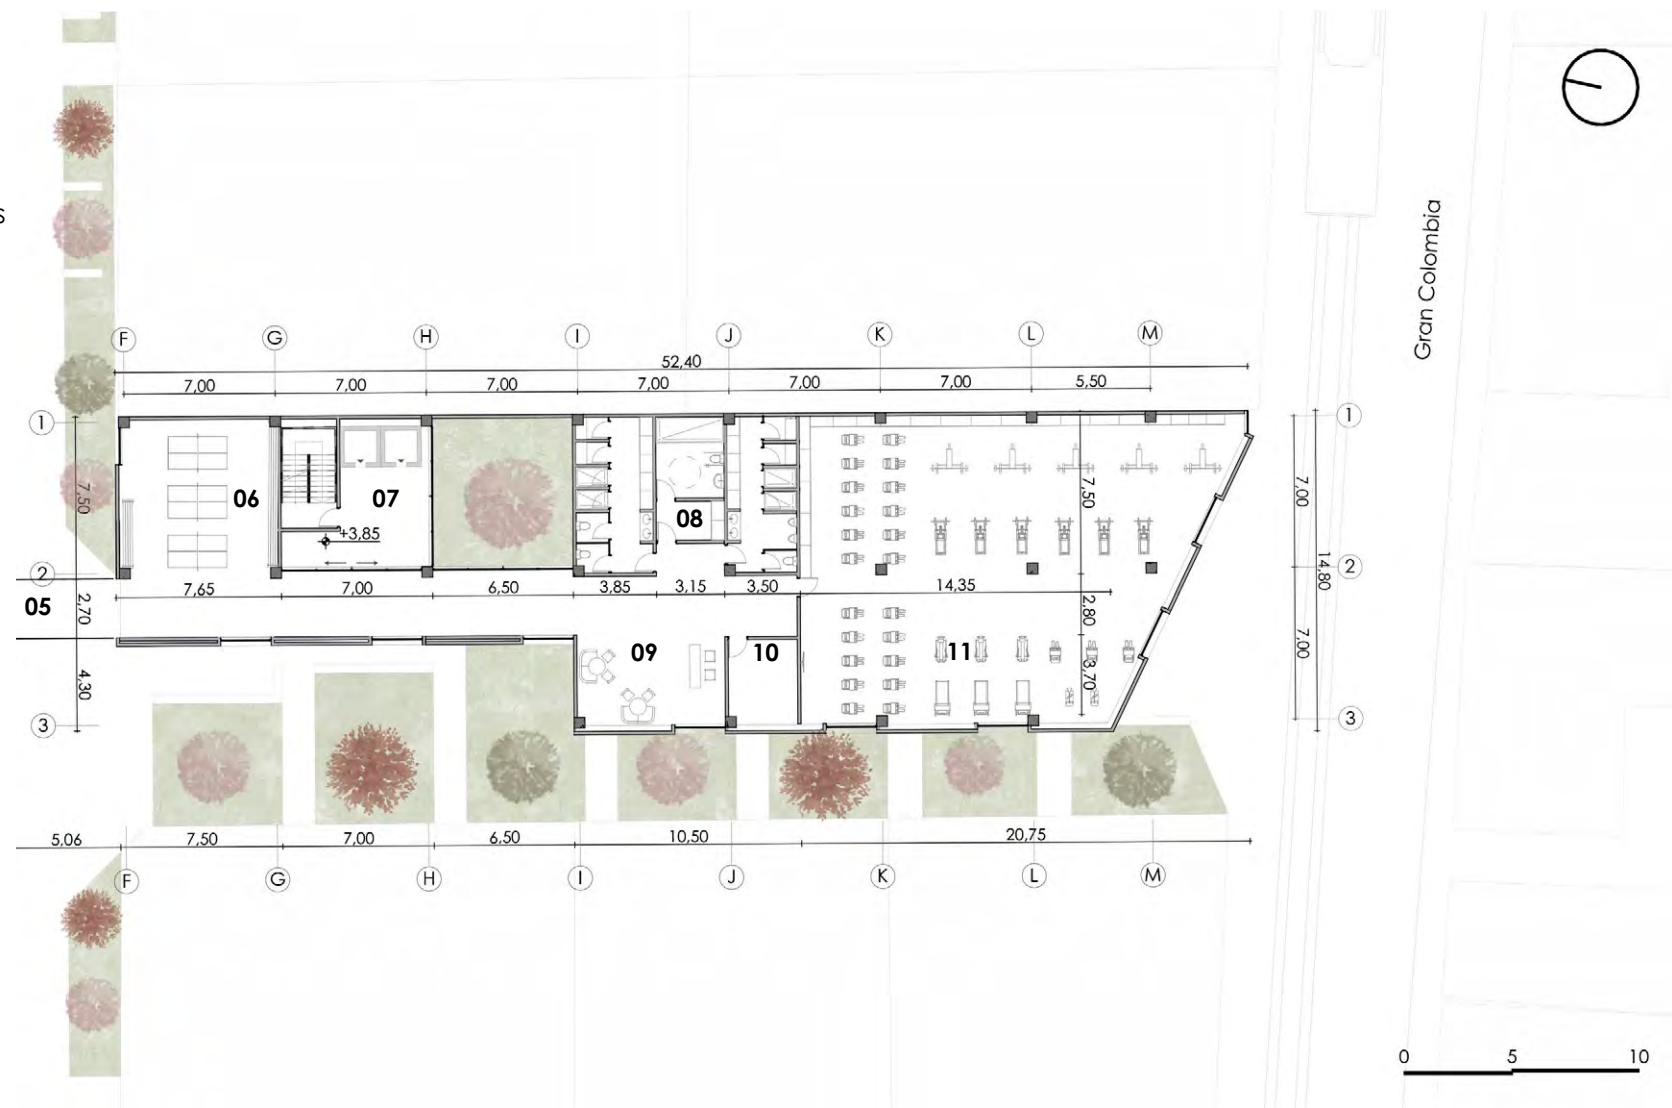 S
Gran Colombia
F G H I J K L M
52,40
7,00 7,00 7,00 7,00 7,00 7,00 5,50
1 1
06 07 08
7,50 7,50 7,00
+3,85
14,80
2 2
05
7,65 7,00 6,50 3,85 3,15 3,50 14,35
2,70 2,80
09 10 11
4,30 3,70 7,00
3 3
5,06 7,50 7,00 6,50 10,50 20,75
F G H I J K L M
0 5 10